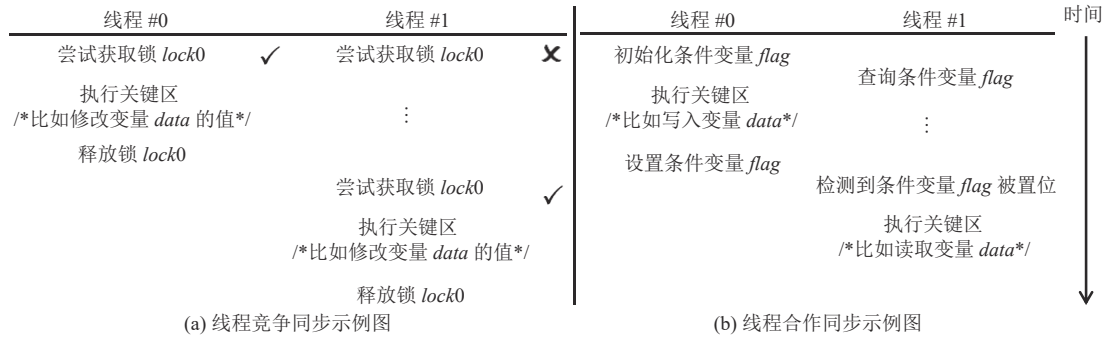 线程 #0
线程 #1
尝试获取锁 lock0 ✓
尝试获取锁 lock0 ✗
执行关键区
/*比如修改变量 data 的值*/
⋮
释放锁 lock0
尝试获取锁 lock0 ✓
执行关键区
/*比如修改变量 data 的值*/
释放锁 lock0
(a) 线程竞争同步示例图
线程 #0
线程 #1
时间
初始化条件变量 flag
查询条件变量 flag
执行关键区
/*比如写入变量 data*/
⋮
设置条件变量 flag
检测到条件变量 flag 被置位
执行关键区
/*比如读取变量 data*/
(b) 线程合作同步示例图